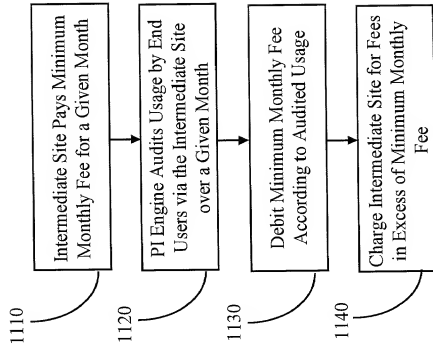 1110
Intermediate Site Pays Minimum
Monthly Fee for a Given Month
1120
PI Engine Audits Usage by End
Users via the Intermediate Site
over a Given Month
1130
Debit Minimum Monthly Fee
According to Audited Usage
1140
Charge Intermediate Site for Fees
in Excess of Minimum Monthly
Fee